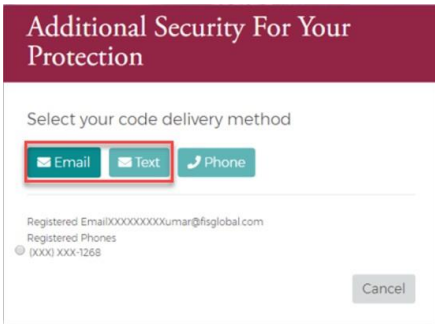 Additional Security For Your
Protection
Select your code delivery method
Email Text Phone
Registered EmailXXXXXXXXXumar@fisglobal.com
Registered Phones
(XXX) XXX-1268
Cancel